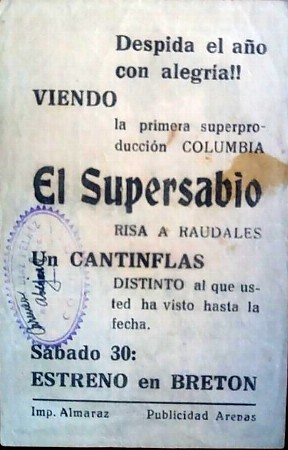 Despida el año
con alegría!!
VIENDO
la primera superpro-
ducción COLUMBIA
El Supersabio
RISA A RAUDALES
Un CANTINFLAS
DISTINTO al que us-
ted ha visto hasta la
fecha.
Sábado 30:
ESTRENO en BRETON
Imp. Almaraz Publicidad Arenas